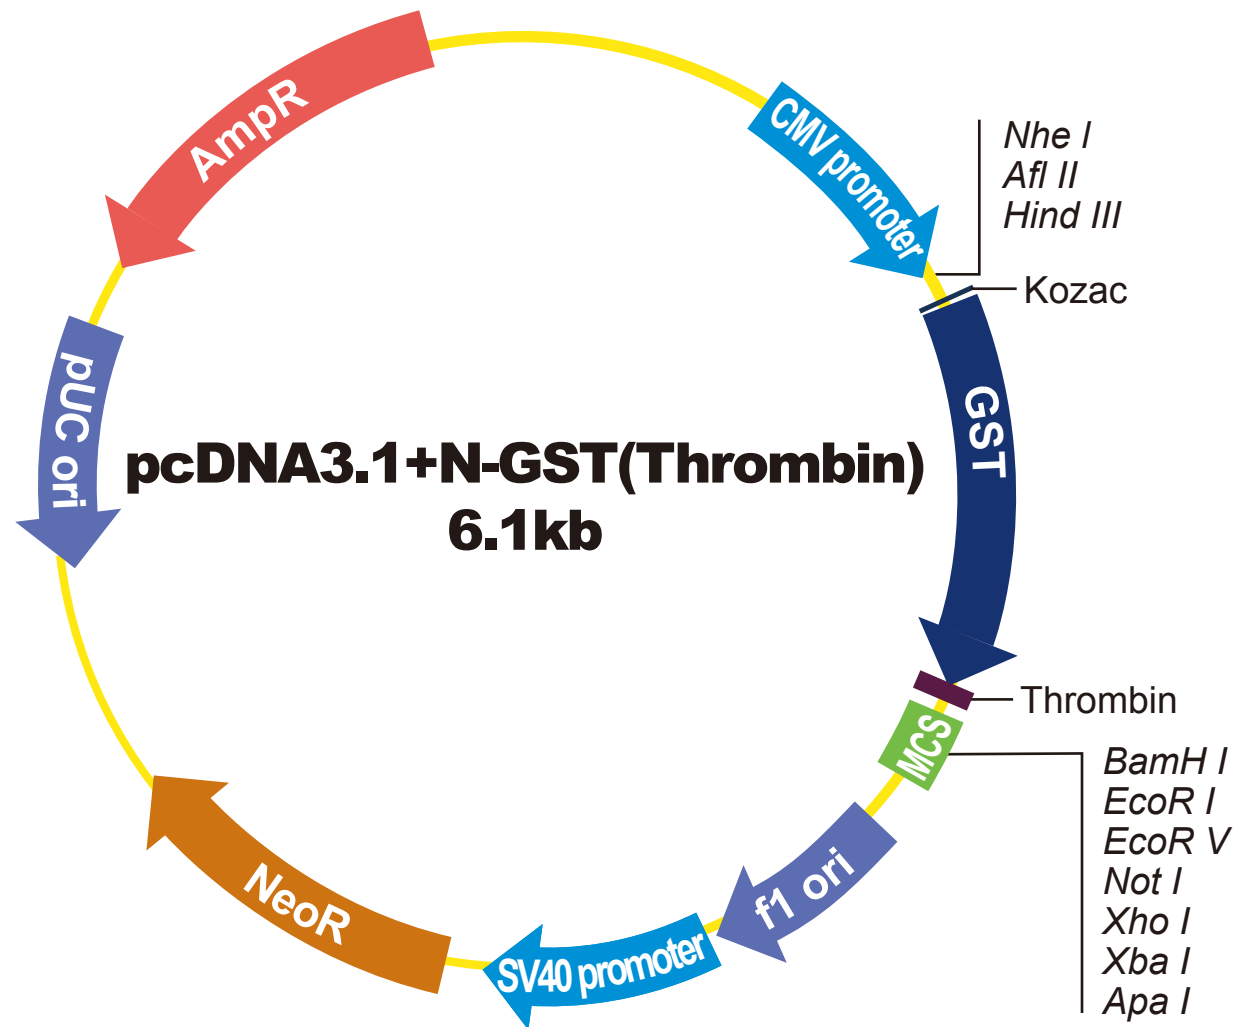 AmpR
CMV promoter
Nhe I
Afl II
Hind III
Kozac
GST
pUC ori
pcDNA3.1+N-GST(Thrombin)
6.1kb
Thrombin
MCS
BamH I
EcoR I
EcoR V
Not I
Xho I
Xba I
Apa I
f1 ori
NeoR
SV40 promoter